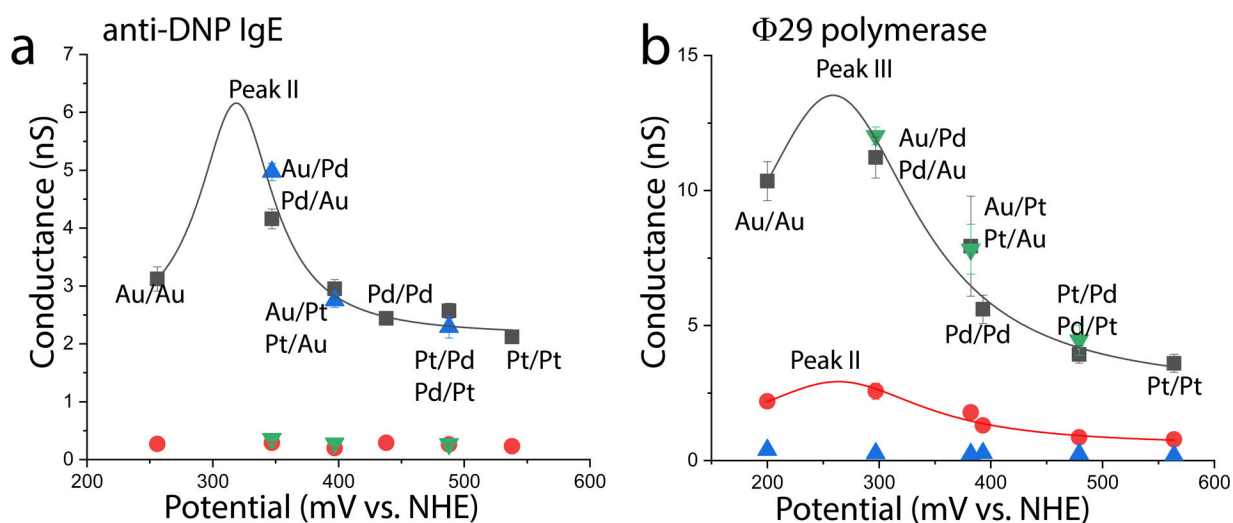 a
anti-DNP IgE
7
6
5
4
3
2
1
0
Conductance (nS)
Peak II
Au/Pd
Pd/Au
Au/Au
Au/Pt
Pt/Au
Pd/Pd
Pt/Pd
Pd/Pt
Pt/Pt
200
300
400
500
600
Potential (mV vs. NHE)
b
Φ29 polymerase
15
10
5
0
Conductance (nS)
Peak III
Au/Pd
Pd/Au
Au/Au
Au/Pt
Pt/Au
Pd/Pd
Pt/Pd
Pd/Pt
Pt/Pt
Peak II
200
300
400
500
600
Potential (mV vs. NHE)